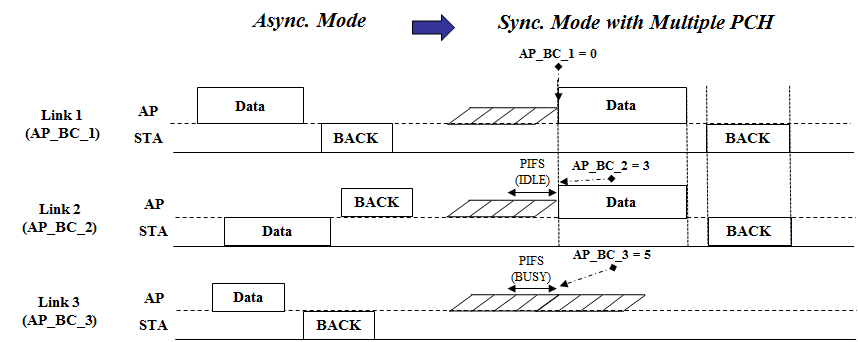 Async. Mode
Sync. Mode with Multiple PCH
AP_BC_1 = 0
Link 1
(AP_BC_1)
AP
STA
Data
BACK
Data
BACK
Link 2
(AP_BC_2)
AP
STA
Data
BACK
PIFS
(IDLE)
AP_BC_2 = 3
Data
BACK
Link 3
(AP_BC_3)
AP
STA
Data
BACK
PIFS
(BUSY)
AP_BC_3 = 5